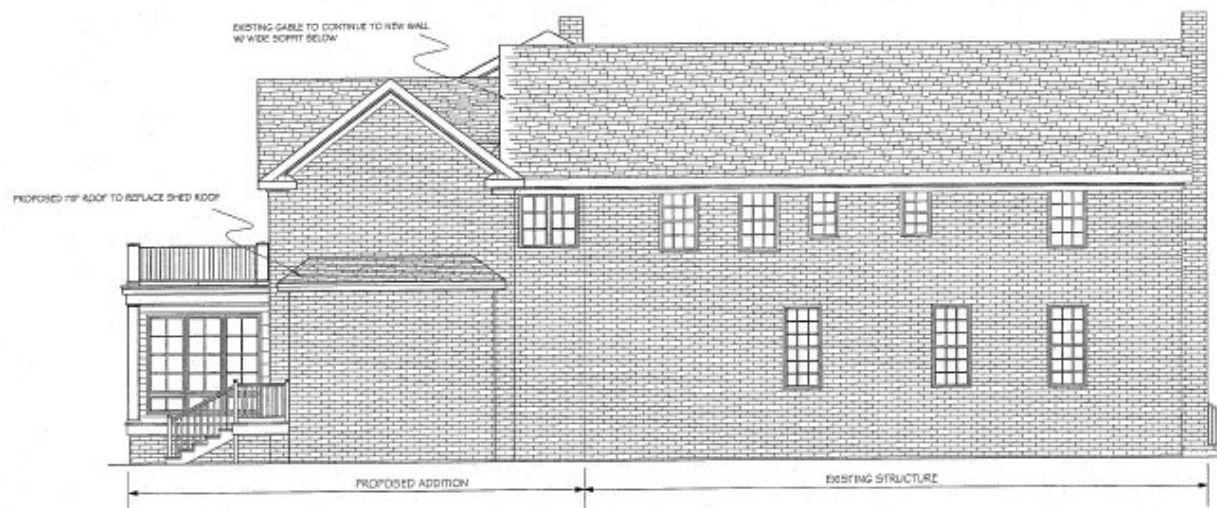 EXISTING GABLE TO CONTINUE TO NEW WALL
W/ WIDE SOFFIT BELOW
PROPOSED HIP ROOF TO REPLACE SHED ROOF
PROPOSED ADDITION
EXISTING STRUCTURE